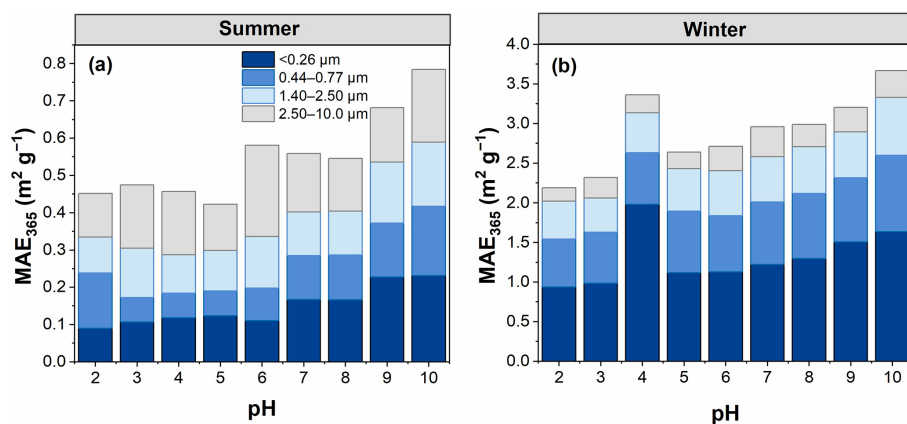 Summer
(a)
<0.26 µm
0.44–0.77 µm
1.40–2.50 µm
2.50–10.0 µm
0.8
0.7
0.6
0.5
0.4
0.3
0.2
0.1
0.0
MAE365 (m² g⁻¹)
2 3 4 5 6 7 8 9 10
pH
Winter
(b)
4.0
3.5
3.0
2.5
2.0
1.5
1.0
0.5
0.0
MAE365 (m² g⁻¹)
2 3 4 5 6 7 8 9 10
pH